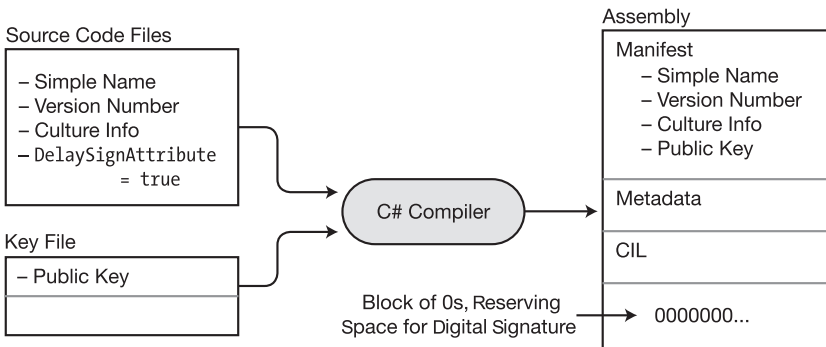 Source Code Files
– Simple Name
– Version Number
– Culture Info
– DelaySignAttribute
= true
Key File
– Public Key
C# Compiler
Block of 0s, Reserving
Space for Digital Signature
Assembly
Manifest
– Simple Name
– Version Number
– Culture Info
– Public Key
Metadata
CIL
0000000...